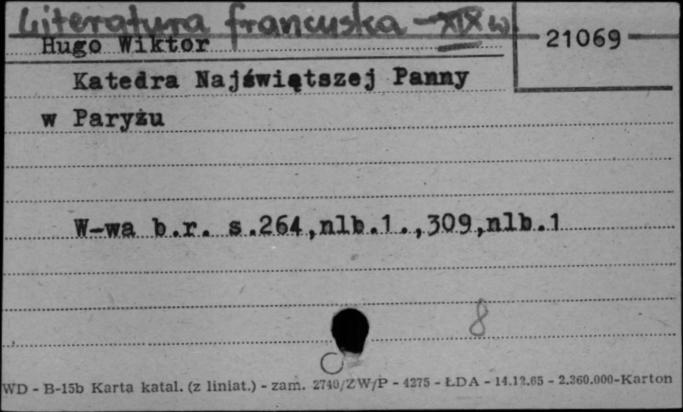 Literatura francuska - XIX w.
Hugo Wiktor
21069
Katedra Najświętszej Panny
w Paryżu
W-wa b.r. s.264,nlb.1.,309,nlb.1
8
WD - B-15b Karta katal. (z liniat.) - zam. 2740/ZW/P - 4275 - ŁDA - 14.12.65 - 2.360.000-Karton